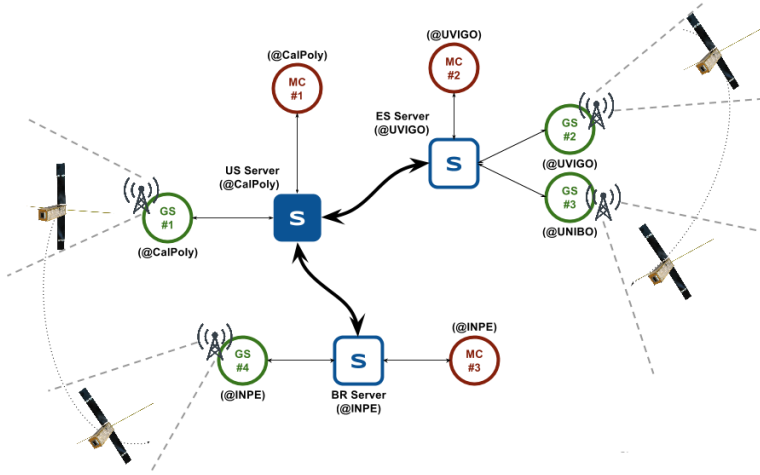 (@CalPoly)
MC
#1
(@UVIGO)
MC
#2
ES Server
(@UVIGO)
S
GS
#2
(@UVIGO)
GS
#3
(@UNIBO)
US Server
(@CalPoly)
S
GS
#1
(@CalPoly)
(@INPE)
GS
#4
(@INPE)
S
BR Server
(@INPE)
MC
#3